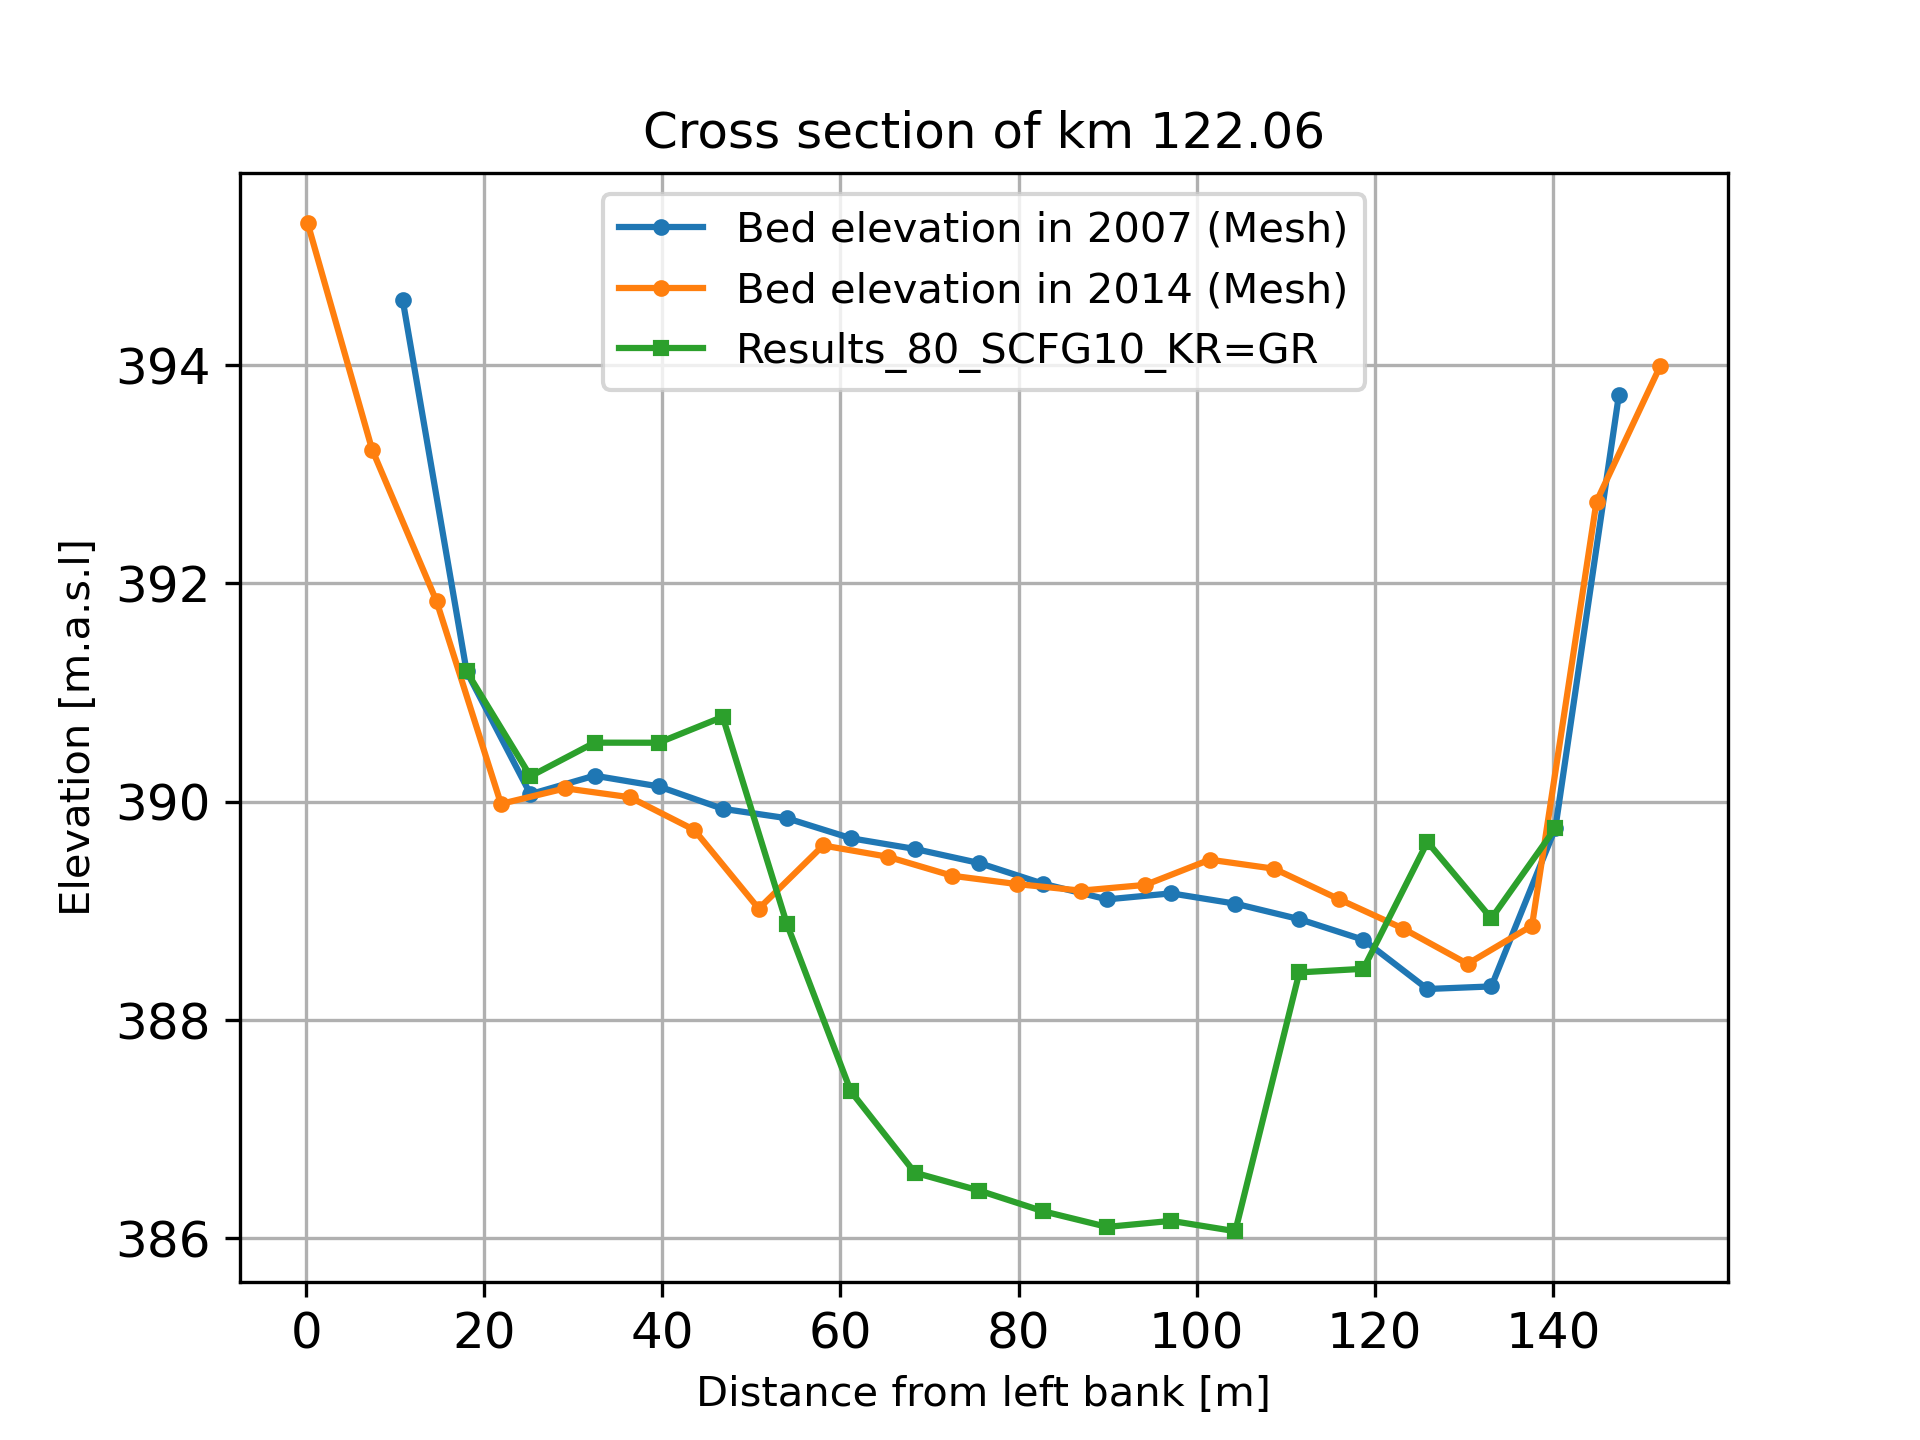 Cross section of km 122.06
Bed elevation in 2007 (Mesh)
Bed elevation in 2014 (Mesh)
Results_80_SCFG10_KR=GR
Elevation [m.a.s.l]
394
392
390
388
386
0 20 40 60 80 100 120 140
Distance from left bank [m]